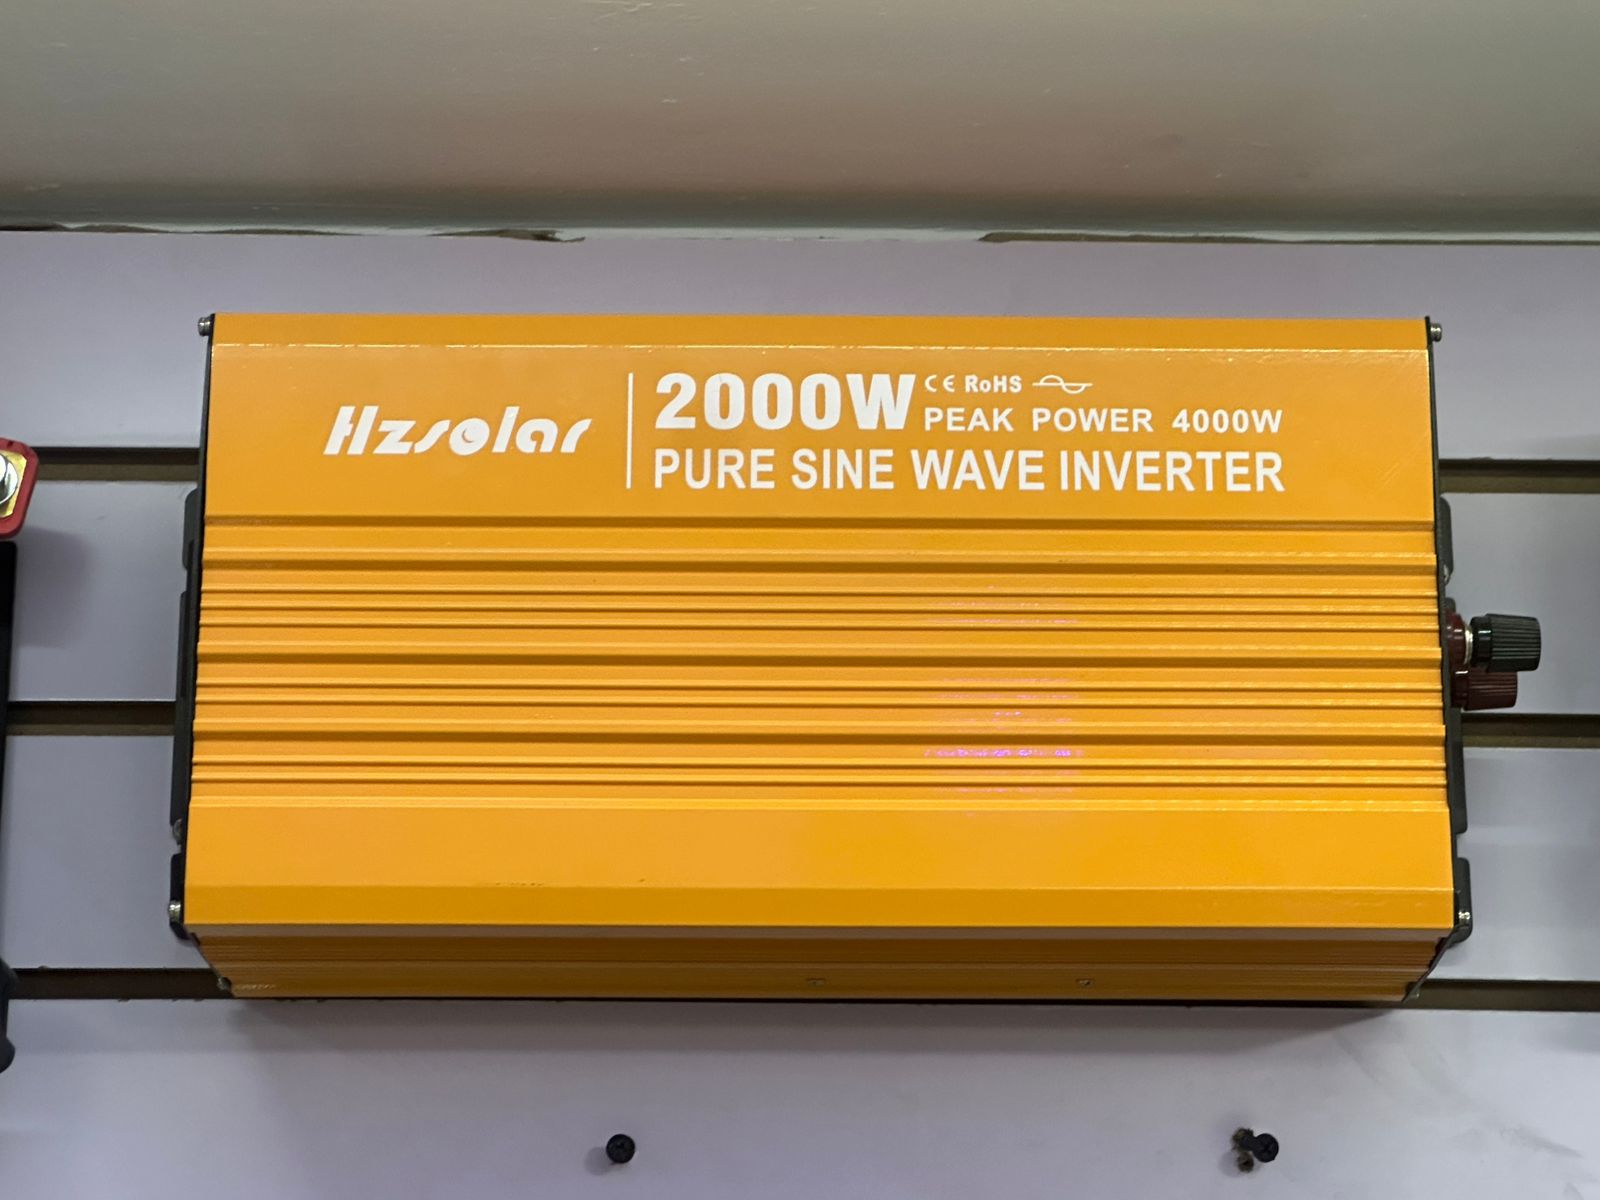 Hzsolar
2000W
CE RoHS
PEAK POWER 4000W
PURE SINE WAVE INVERTER